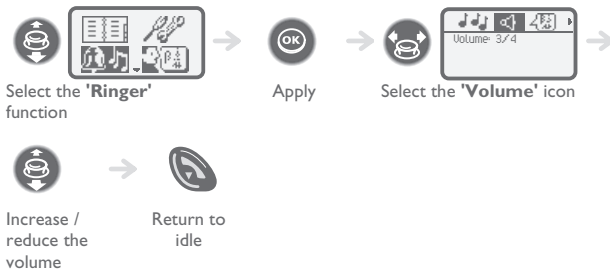 OK
Volume: 3/4
Select the 'Ringer'
function
Apply
Select the 'Volume' icon
Increase /
reduce the
volume
Return to
idle